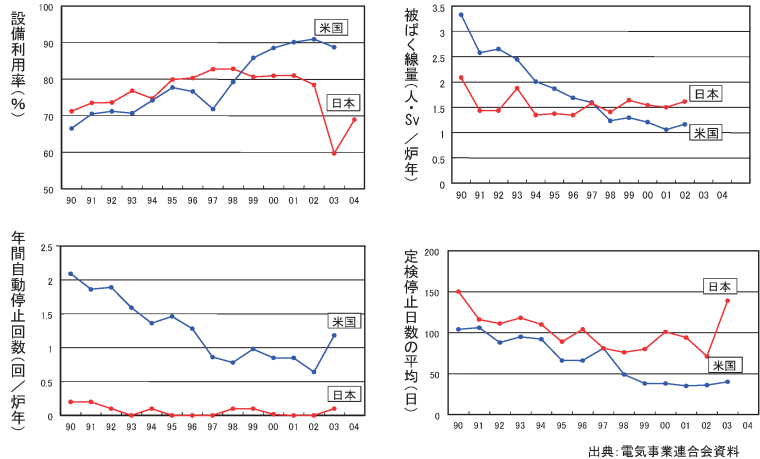 設備利用率(%)
100
90
80
70
60
50
米国
日本
90 91 92 93 94 95 96 97 98 99 00 01 02 03 04
被ばく線量(人・Sv/炉年)
3.5
3
2.5
2
1.5
1
0.5
0
日本
米国
90 91 92 93 94 95 96 97 98 99 00 01 02 03 04
年間自動停止回数(回/炉年)
2.5
2
1.5
1
0.5
0
米国
日本
90 91 92 93 94 95 96 97 98 99 00 01 02 03 04
定検停止日数の平均(日)
200
150
100
50
0
日本
米国
90 91 92 93 94 95 96 97 98 99 00 01 02 03 04
出典:電気事業連合会資料